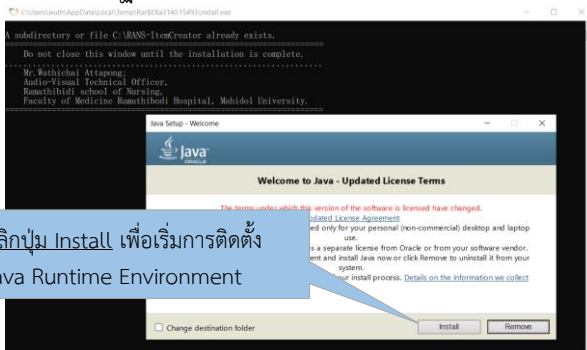 C:\Users\wuth\AppData\Local\Temp\Rar$EXa3140.15493\install.exe
A subdirectory or file C:\RANS-ItemCreator already exists.
Do not close this window until the installation is complete.
Mr.Wuthichai Attapong;
Audio-Visual Technical Officer,
Ramathibidi school of Nursing,
Faculty of Medicine Ramathibodi Hospital, Mahidol University.
Java Setup - Welcome
Java
ORACLE
Welcome to Java - Updated License Terms
The terms under which this version of the software is licensed have changed.
Updated License Agreement
only for your personal (non-commercial) desktop and laptop
use.
a separate license from Oracle or from your software vendor.
and install Java now or click Remove to uninstall it from your
system.
install process. Details on the information we collect
ปุ่ม Install เพื่อเริ่มการติดตั้ง
Runtime Environment
Change destination folder
Install
Remove